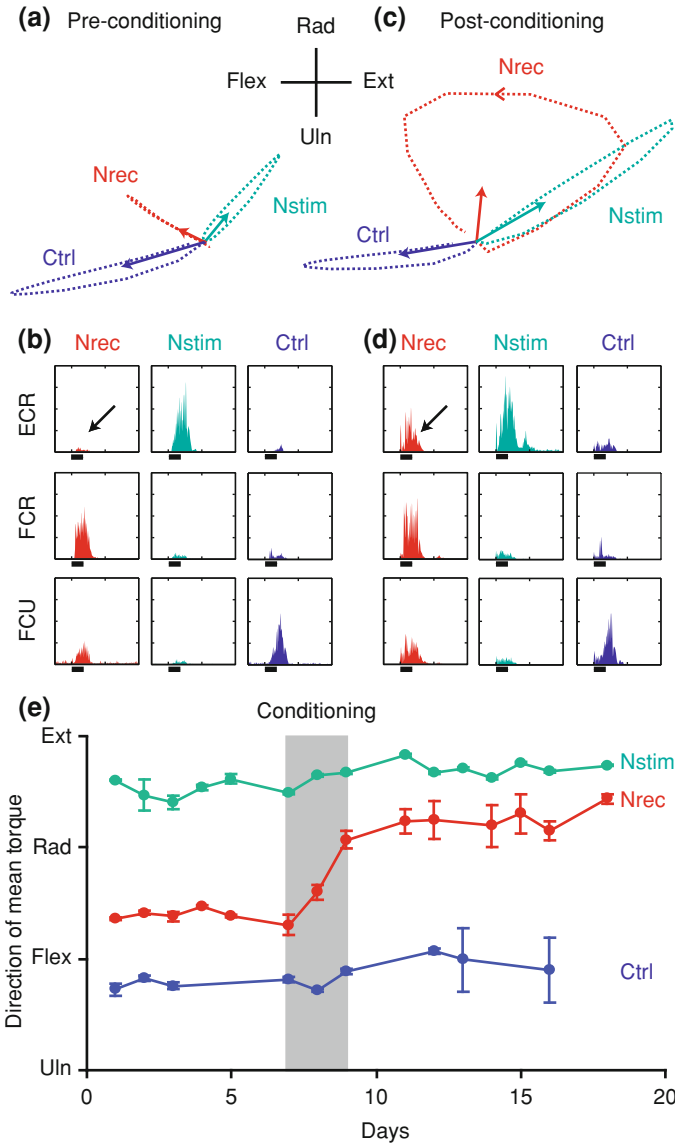 (a) Pre-conditioning
Rad
Flex
Ext
Uln
Nrec
Nstim
Ctrl
(c) Post-conditioning
Nrec
Nstim
Ctrl
(b) Nrec Nstim Ctrl
ECR
FCR
FCU
(d) Nrec Nstim Ctrl
(e)
Conditioning
Direction of mean torque
Ext
Rad
Flex
Uln
Nstim
Nrec
Ctrl
0 5 10 15 20
Days